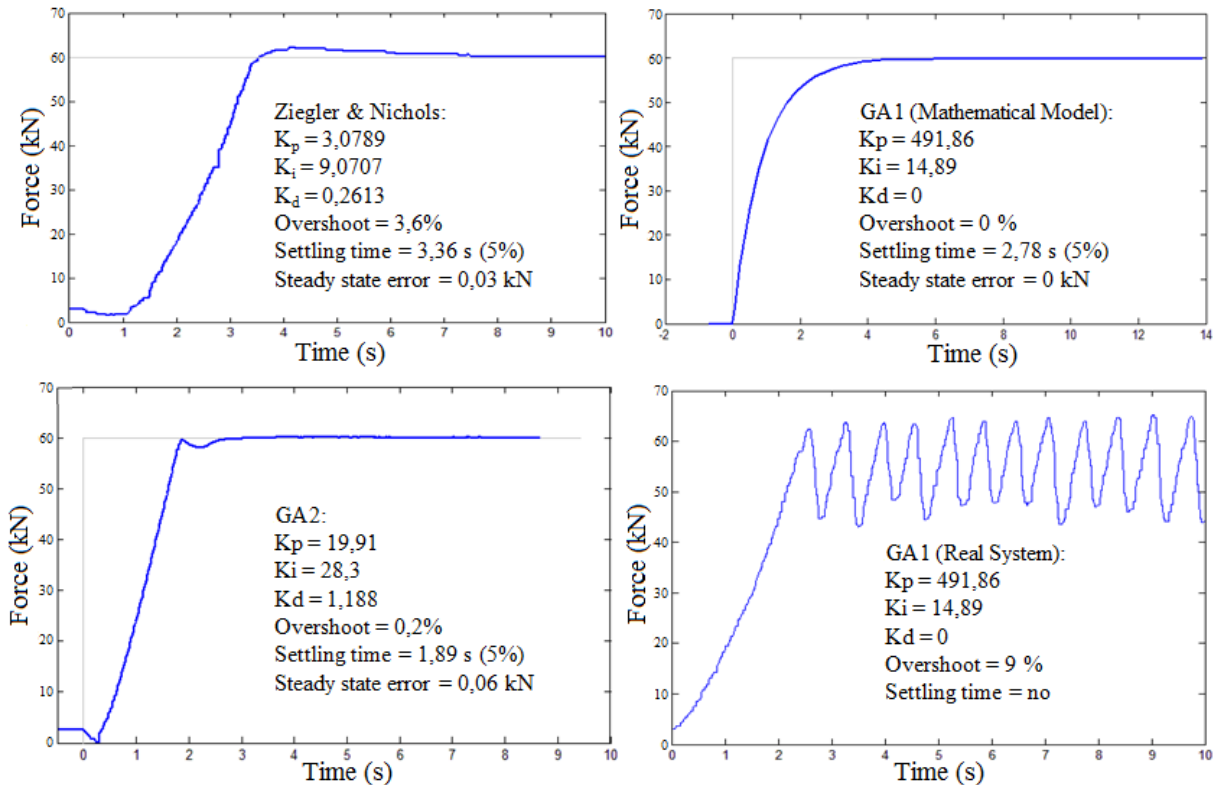 70
60
50
40
30
20
10
0
Force (kN)
Ziegler & Nichols:
Kp = 3,0789
Ki = 9,0707
Kd = 0,2613
Overshoot = 3,6%
Settling time = 3,36 s (5%)
Steady state error = 0,03 kN
0 1 2 3 4 5 6 7 8 9 10
Time (s)
70
60
50
40
30
20
10
0
Force (kN)
GA1 (Mathematical Model):
Kp = 491,86
Ki = 14,89
Kd = 0
Overshoot = 0 %
Settling time = 2,78 s (5%)
Steady state error = 0 kN
-2 0 2 4 6 8 10 12 14
Time (s)
70
60
50
40
30
20
10
0
Force (kN)
GA2:
Kp = 19,91
Ki = 28,3
Kd = 1,188
Overshoot = 0,2%
Settling time = 1,89 s (5%)
Steady state error = 0,06 kN
0 1 2 3 4 5 6 7 8 9 10
Time (s)
70
60
50
40
30
20
10
0
Force (kN)
GA1 (Real System):
Kp = 491,86
Ki = 14,89
Kd = 0
Overshoot = 9 %
Settling time = no
0 1 2 3 4 5 6 7 8 9 10
Time (s)